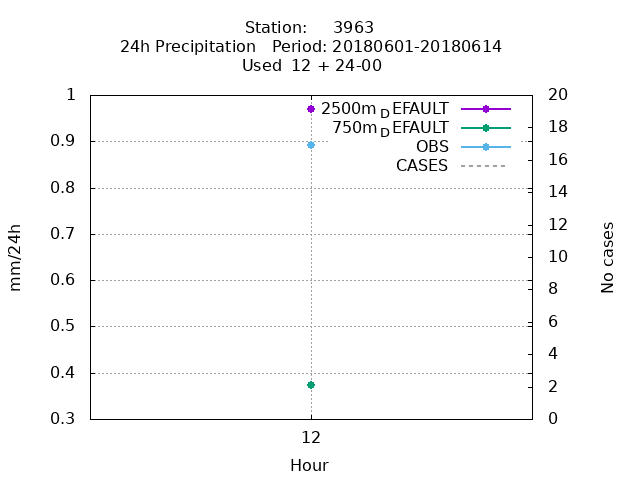 Station: 3963
24h Precipitation Period: 20180601-20180614
Used 12 + 24-00
2500m_DEFAULT
750m_DEFAULT
OBS
CASES
1
0.9
0.8
0.7
0.6
0.5
0.4
0.3
20
18
16
14
12
10
8
6
4
2
0
mm/24h
No cases
12
Hour